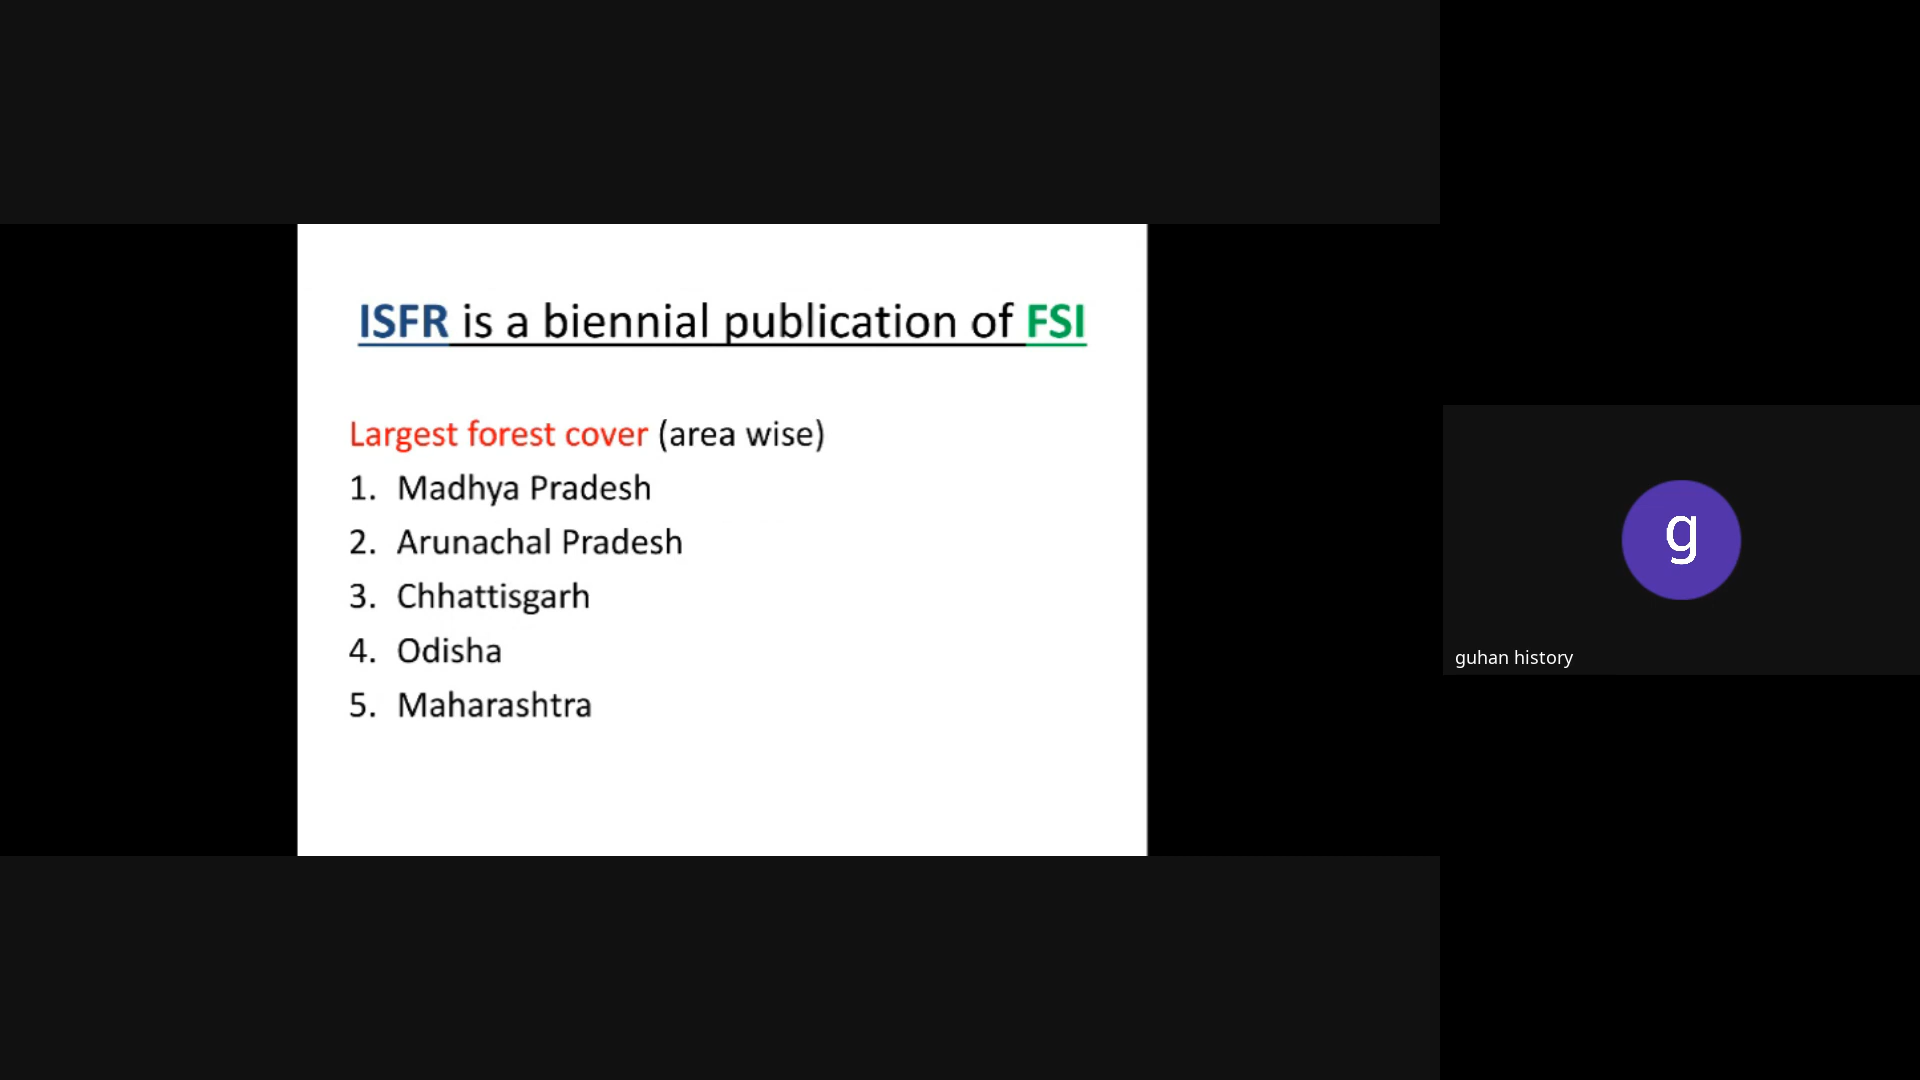 ISFR is a biennial publication of FSI
Largest forest cover (area wise)
1. Madhya Pradesh
2. Arunachal Pradesh
3. Chhattisgarh
4. Odisha
5. Maharashtra
g
guhan history